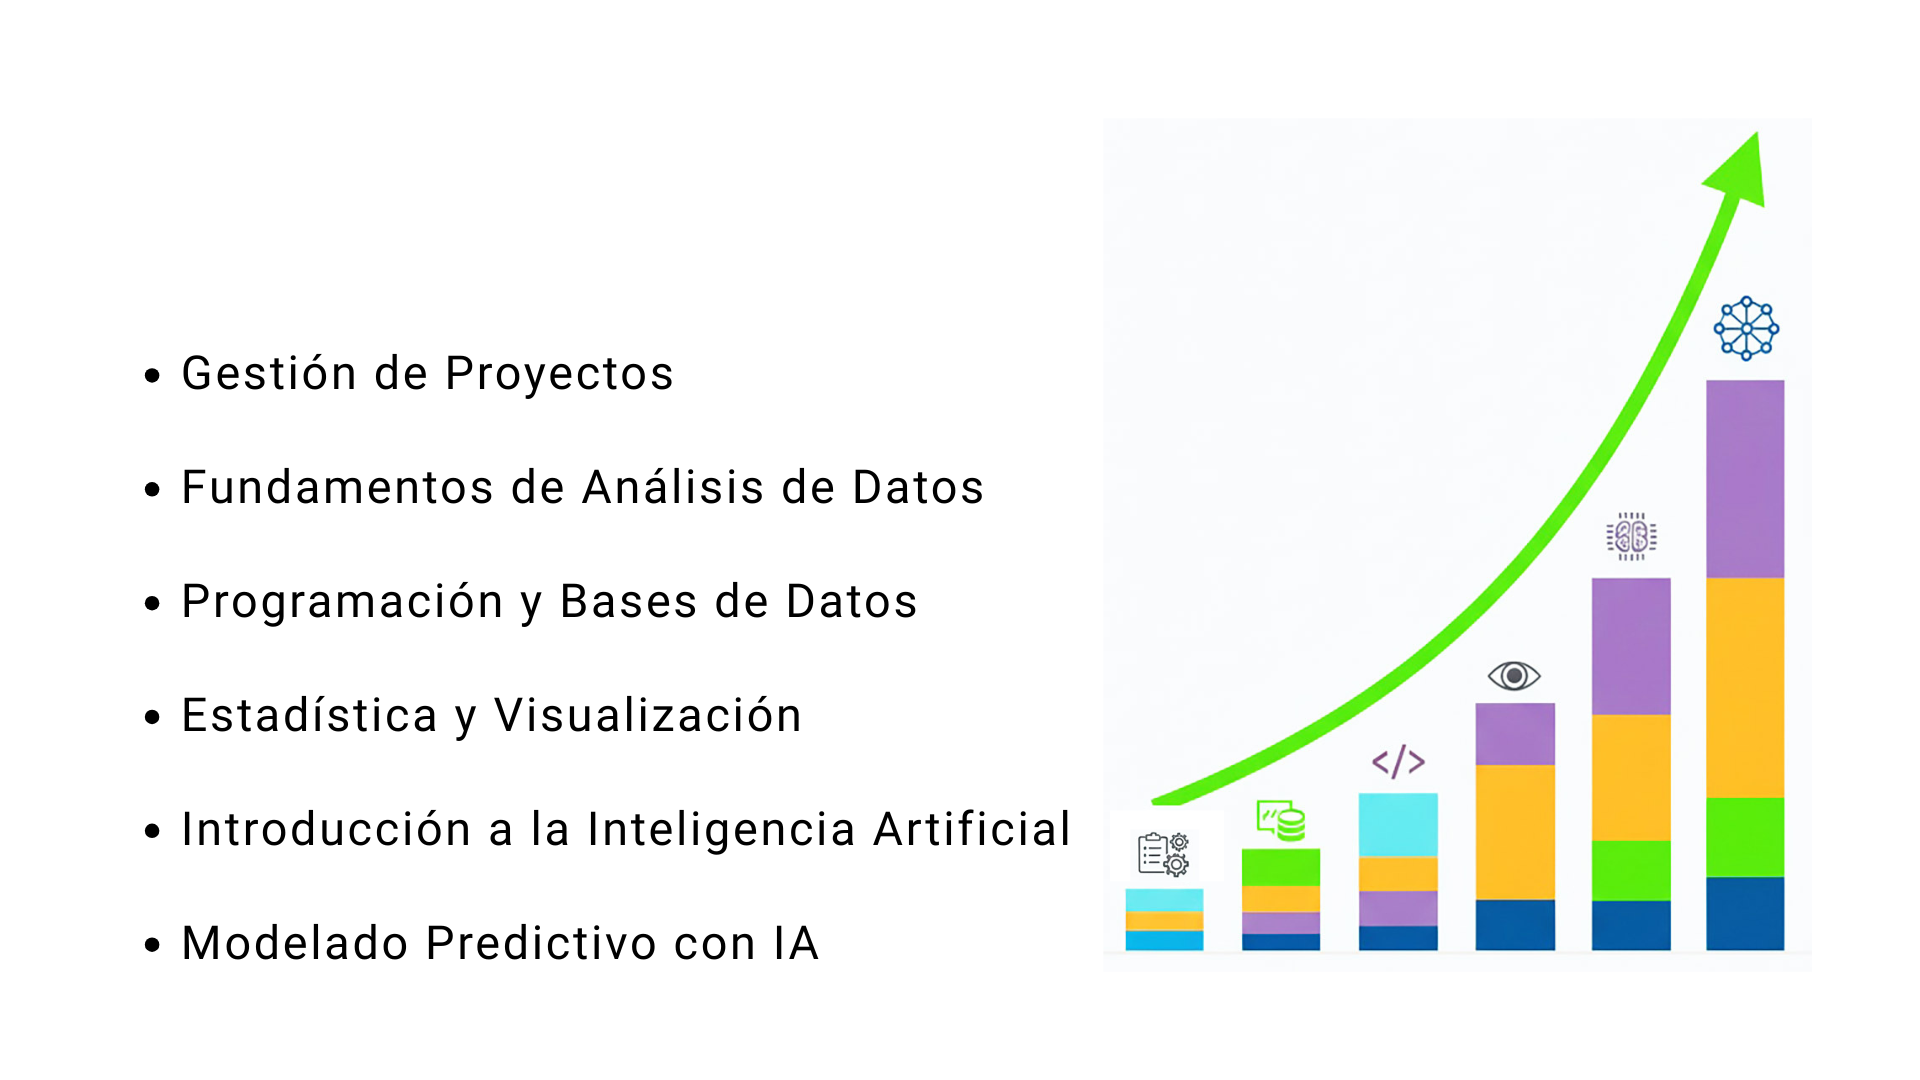 • Gestión de Proyectos
• Fundamentos de Análisis de Datos
• Programación y Bases de Datos
• Estadística y Visualización
• Introducción a la Inteligencia Artificial
• Modelado Predictivo con IA